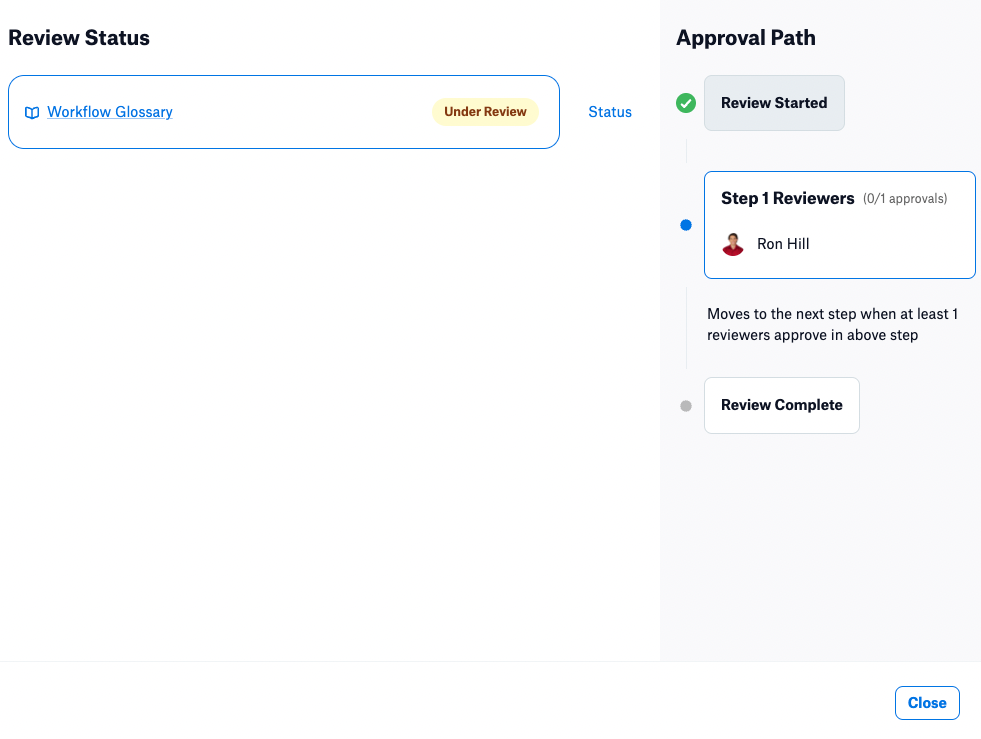 Review Status
Workflow Glossary
Under Review
Status
Approval Path
Review Started
Step 1 Reviewers (0/1 approvals)
Ron Hill
Moves to the next step when at least 1
reviewers approve in above step
Review Complete
Close